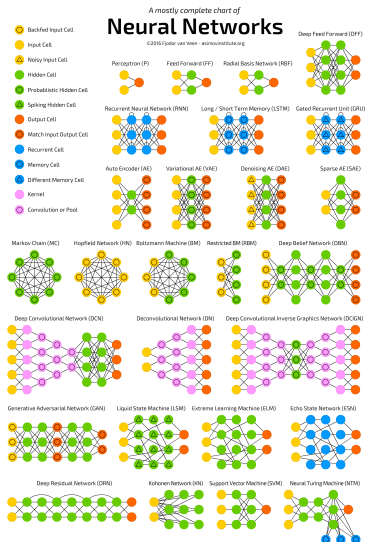 A mostly complete chart of
Neural Networks
©2016 Fjodor van Veen - asimovinstitute.org
Backfed Input Cell
Input Cell
Noisy Input Cell
Hidden Cell
Probablistic Hidden Cell
Spiking Hidden Cell
Output Cell
Match Input Output Cell
Recurrent Cell
Memory Cell
Different Memory Cell
Kernel
Convolution or Pool
Perceptron (P)
Feed Forward (FF)
Radial Basis Network (RBF)
Deep Feed Forward (DFF)
Recurrent Neural Network (RNN)
Long / Short Term Memory (LSTM)
Gated Recurrent Unit (GRU)
Auto Encoder (AE)
Variational AE (VAE)
Denoising AE (DAE)
Sparse AE (SAE)
Markov Chain (MC)
Hopfield Network (HN)
Boltzmann Machine (BM)
Restricted BM (RBM)
Deep Belief Network (DBN)
Deep Convolutional Network (DCN)
Deconvolutional Network (DN)
Deep Convolutional Inverse Graphics Network (DCIGN)
Generative Adversarial Network (GAN)
Liquid State Machine (LSM)
Extreme Learning Machine (ELM)
Echo State Network (ESN)
Deep Residual Network (DRN)
Kohonen Network (KN)
Support Vector Machine (SVM)
Neural Turing Machine (NTM)